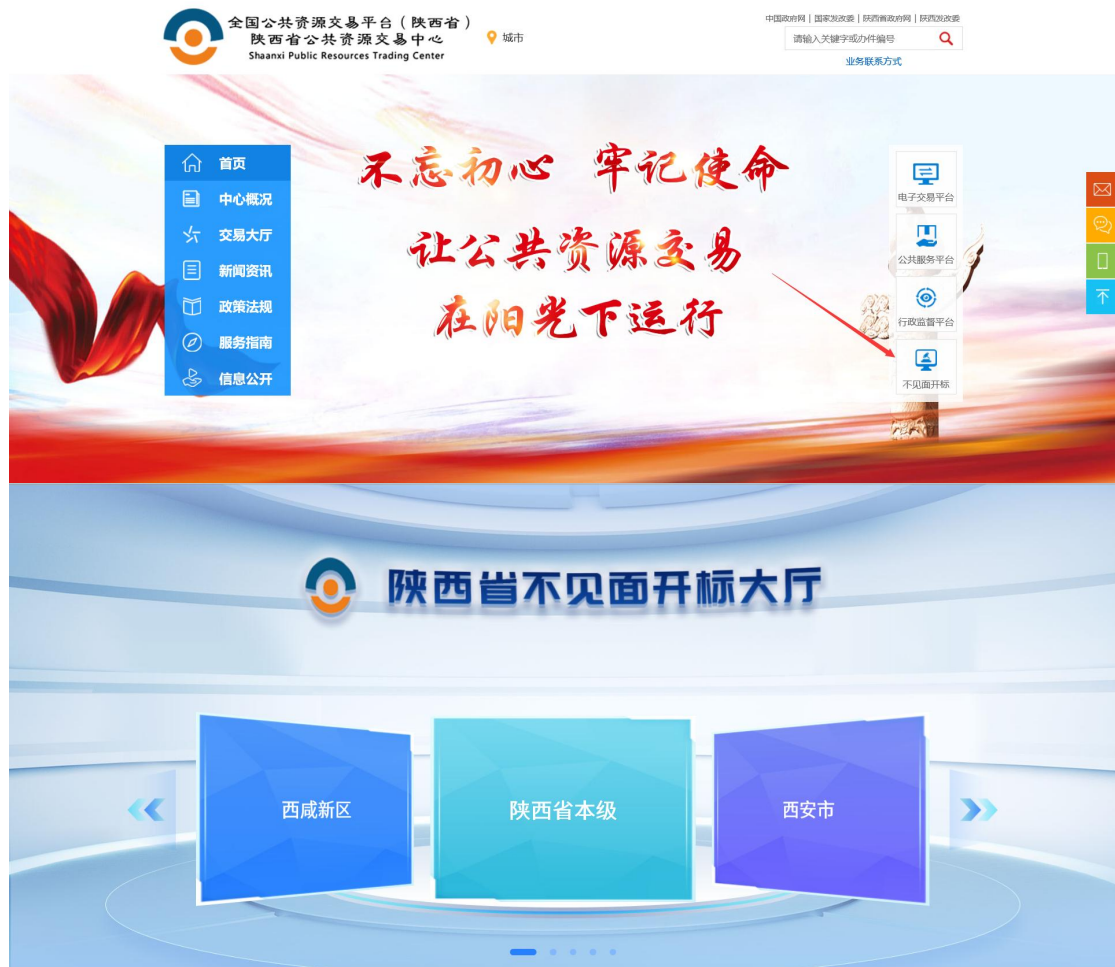 全国公共资源交易平台(陕西省)
陕西省公共资源交易中心
Shaanxi Public Resources Trading Center
城市
中国政府网 | 国家发改委 | 陕西省政府网 | 陕西发改委
请输入关键字或办件编号
业务联系方式
首页
中心概况
交易大厅
新闻资讯
政策法规
服务指南
信息公开
不忘初心 牢记使命
让公共资源交易
在阳光下运行
电子交易平台
公共服务平台
行政监督平台
不见面开标
陕西省不见面开标大厅
西咸新区
陕西省本级
西安市